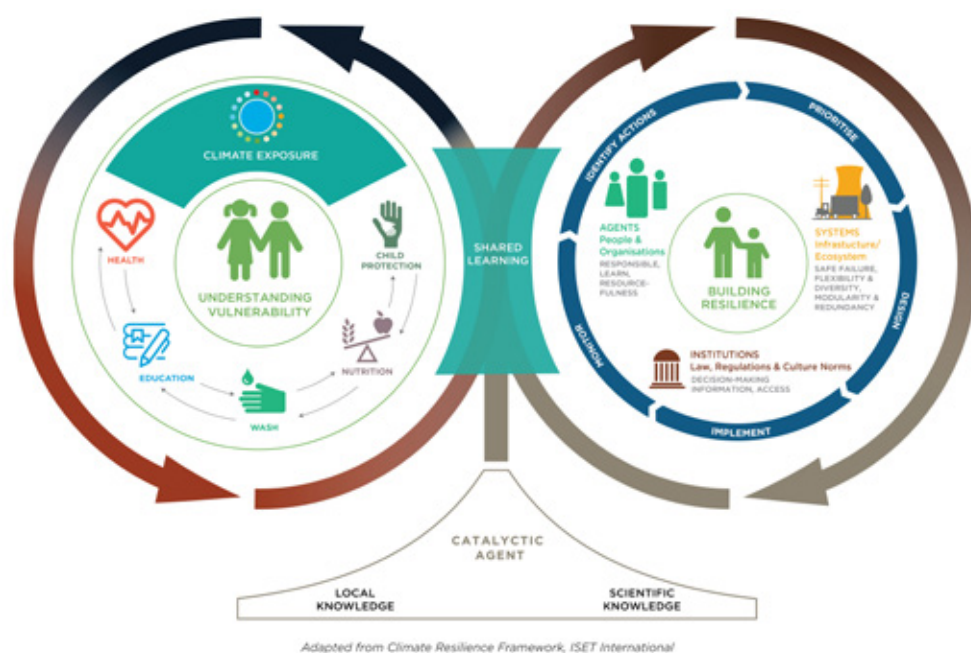 CLIMATE EXPOSURE
HEALTH
CHILD
PROTECTION
UNDERSTANDING
VULNERABILITY
EDUCATION
NUTRITION
WASH
SHARED
LEARNING
IDENTIFY ACTIONS
PRIORITISE
DESIGN
IMPLEMENT
MONITOR
AGENTS
People &
Organisations
RESPONSIBLE,
LEARN,
RESOURCE-
FULNESS
BUILDING
RESILIENCE
SYSTEMS
Infrastucture/
Ecosystem
SAFE FAILURE,
FLEXIBILITY &
DIVERSITY,
MODULARITY &
REDUNDANCY
INSTITUTIONS
Law, Regulations & Culture Norms
DECISION-MAKING
INFORMATION, ACCESS
CATALYCTIC
AGENT
LOCAL
KNOWLEDGE
SCIENTIFIC
KNOWLEDGE
Adapted from Climate Resilience Framework, ISET International